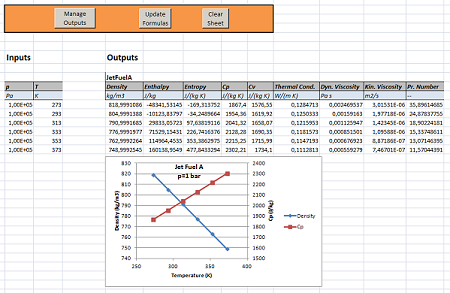 Manage Outputs
Update Formulas
Clear Sheet
Inputs Outputs
JetFuelA
p T Density Enthalpy Entropy Cp Cv Thermal Cond. Dyn. Viscosity Kin. Viscosity Pr. Number
Pa K kg/m3 J/kg J/(kg K) J/(kg K) J/(kg K) W/(m K) Pa s m2/s --
1,00E+05 273 818,9991086 -48341,53145 -169,313752 1867,4 1576,55 0,1284713 0,002469537 3,01531E-06 35,89614685
1,00E+05 293 804,9991388 -10123,83797 -34,2489664 1954,36 1619,92 0,1250333 0,00159163 1,97718E-06 24,87837755
1,00E+05 313 790,9991685 29833,05723 97,63819116 2041,32 1658,07 0,1215953 0,001125947 1,42345E-06 18,90224181
1,00E+05 333 776,9991977 71529,15431 226,7416376 2128,28 1690,35 0,1181573 0,000851501 1,09588E-06 15,33748611
1,00E+05 353 762,9992264 114964,4535 353,3862975 2215,25 1715,99 0,1147193 0,000676923 8,87186E-07 13,07146395
1,00E+05 373 748,9992545 160138,9549 477,8433294 2302,21 1734,1 0,1112813 0,000559279 7,46701E-07 11,57044391
Jet Fuel A
p=1 bar
830
820
810
800
790
780
770
760
750
740
2400
2300
2200
2100
2000
1900
1800
1700
1600
1500
250 300 350 400
Density (kg/m3)
Cp (J/kg)
Temperature (K)
Density
Cp